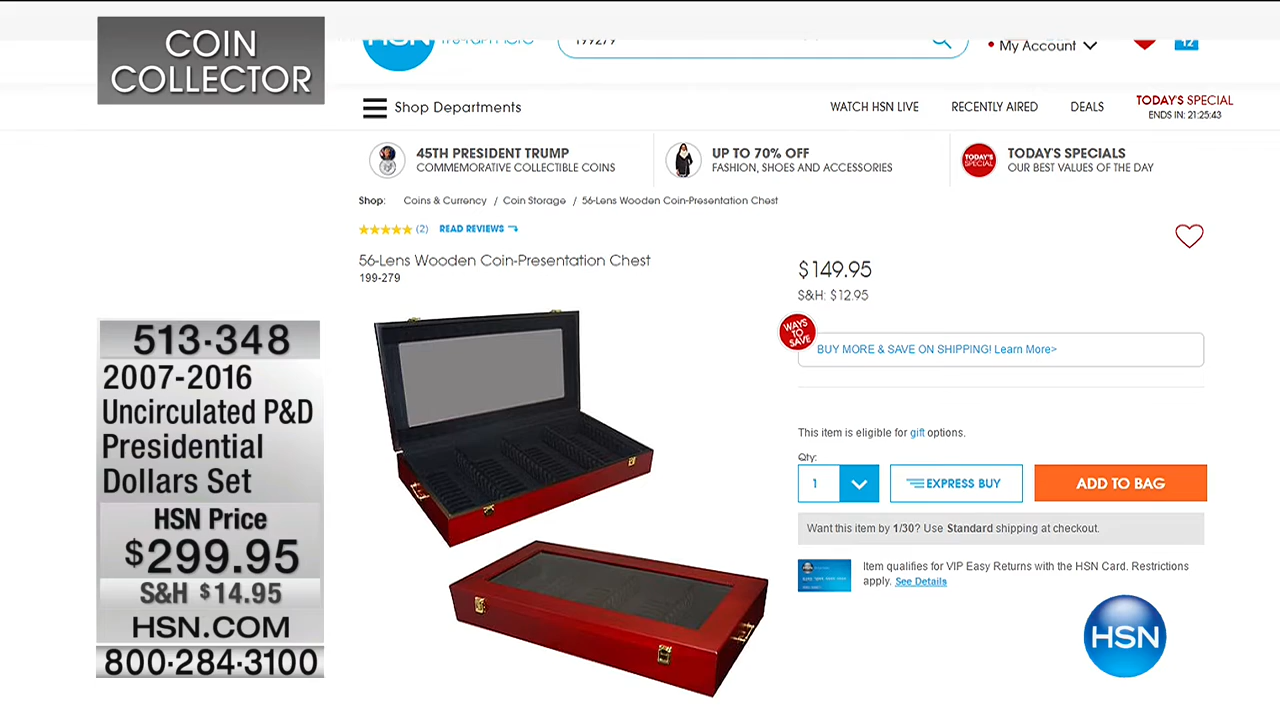 COIN
COLLECTOR
HSN
199279
My Account
12
Shop Departments
WATCH HSN LIVE
RECENTLY AIRED
DEALS
TODAY'S SPECIAL
ENDS IN: 21:25:43
45TH PRESIDENT TRUMP
COMMEMORATIVE COLLECTIBLE COINS
UP TO 70% OFF
FASHION, SHOES AND ACCESSORIES
TODAY'S
SPECIAL
TODAY'S SPECIALS
OUR BEST VALUES OF THE DAY
Shop: Coins & Currency / Coin Storage / 56-Lens Wooden Coin-Presentation Chest
(2) READ REVIEWS
56-Lens Wooden Coin-Presentation Chest
199-279
$149.95
S&H: $12.95
WAYS
TO
SAVE
BUY MORE & SAVE ON SHIPPING! Learn More>
This item is eligible for gift options.
Qty:
1
EXPRESS BUY
ADD TO BAG
Want this item by 1/30? Use Standard shipping at checkout.
Item qualifies for VIP Easy Returns with the HSN Card. Restrictions
apply. See Details
513-348
2007-2016
Uncirculated P&D
Presidential
Dollars Set
HSN Price
$299.95
S&H $14.95
HSN.COM
800-284-3100
HSN